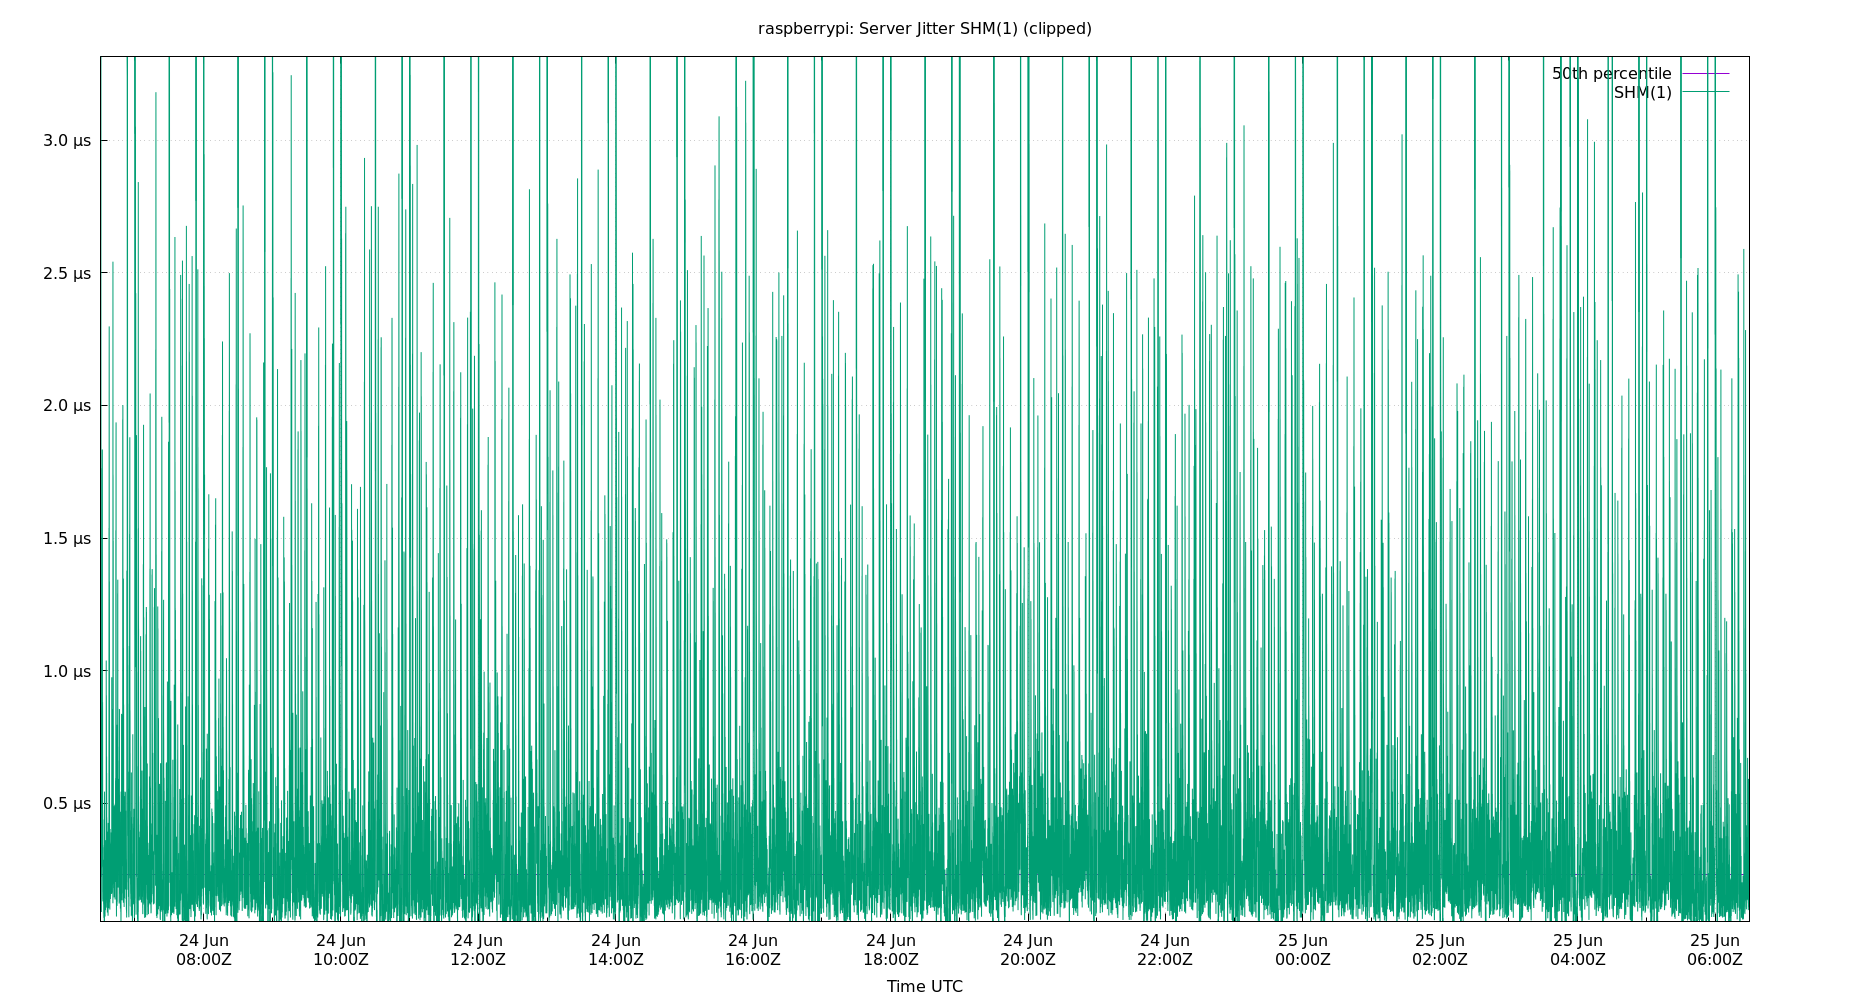 raspberrypi: Server Jitter SHM(1) (clipped)
50th percentile
SHM(1)
3.0 µs
2.5 µs
2.0 µs
1.5 µs
1.0 µs
0.5 µs
24 Jun 24 Jun 24 Jun 24 Jun 24 Jun 24 Jun 24 Jun 24 Jun 25 Jun 25 Jun 25 Jun 25 Jun
08:00Z 10:00Z 12:00Z 14:00Z 16:00Z 18:00Z 20:00Z 22:00Z 00:00Z 02:00Z 04:00Z 06:00Z
Time UTC